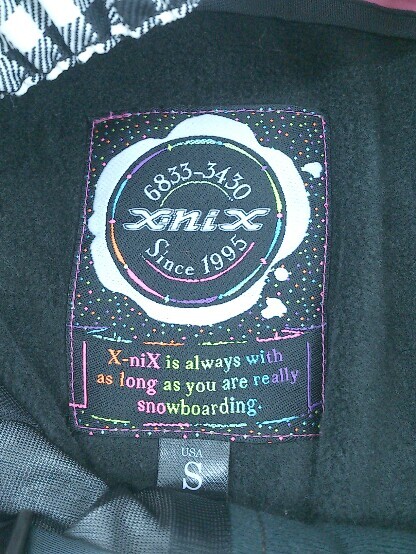 6833-3430
X-niX
Since 1995
X-niX is always with
as long as you are really
snowboarding.
USA
S